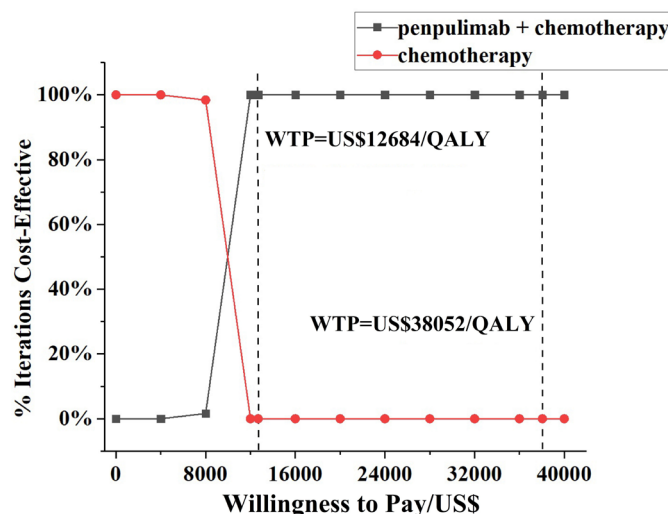 penpulimab + chemotherapy
chemotherapy
100%
80%
60%
40%
20%
0%
% Iterations Cost-Effective
WTP=US$12684/QALY
WTP=US$38052/QALY
0 8000 16000 24000 32000 40000
Willingness to Pay/US$